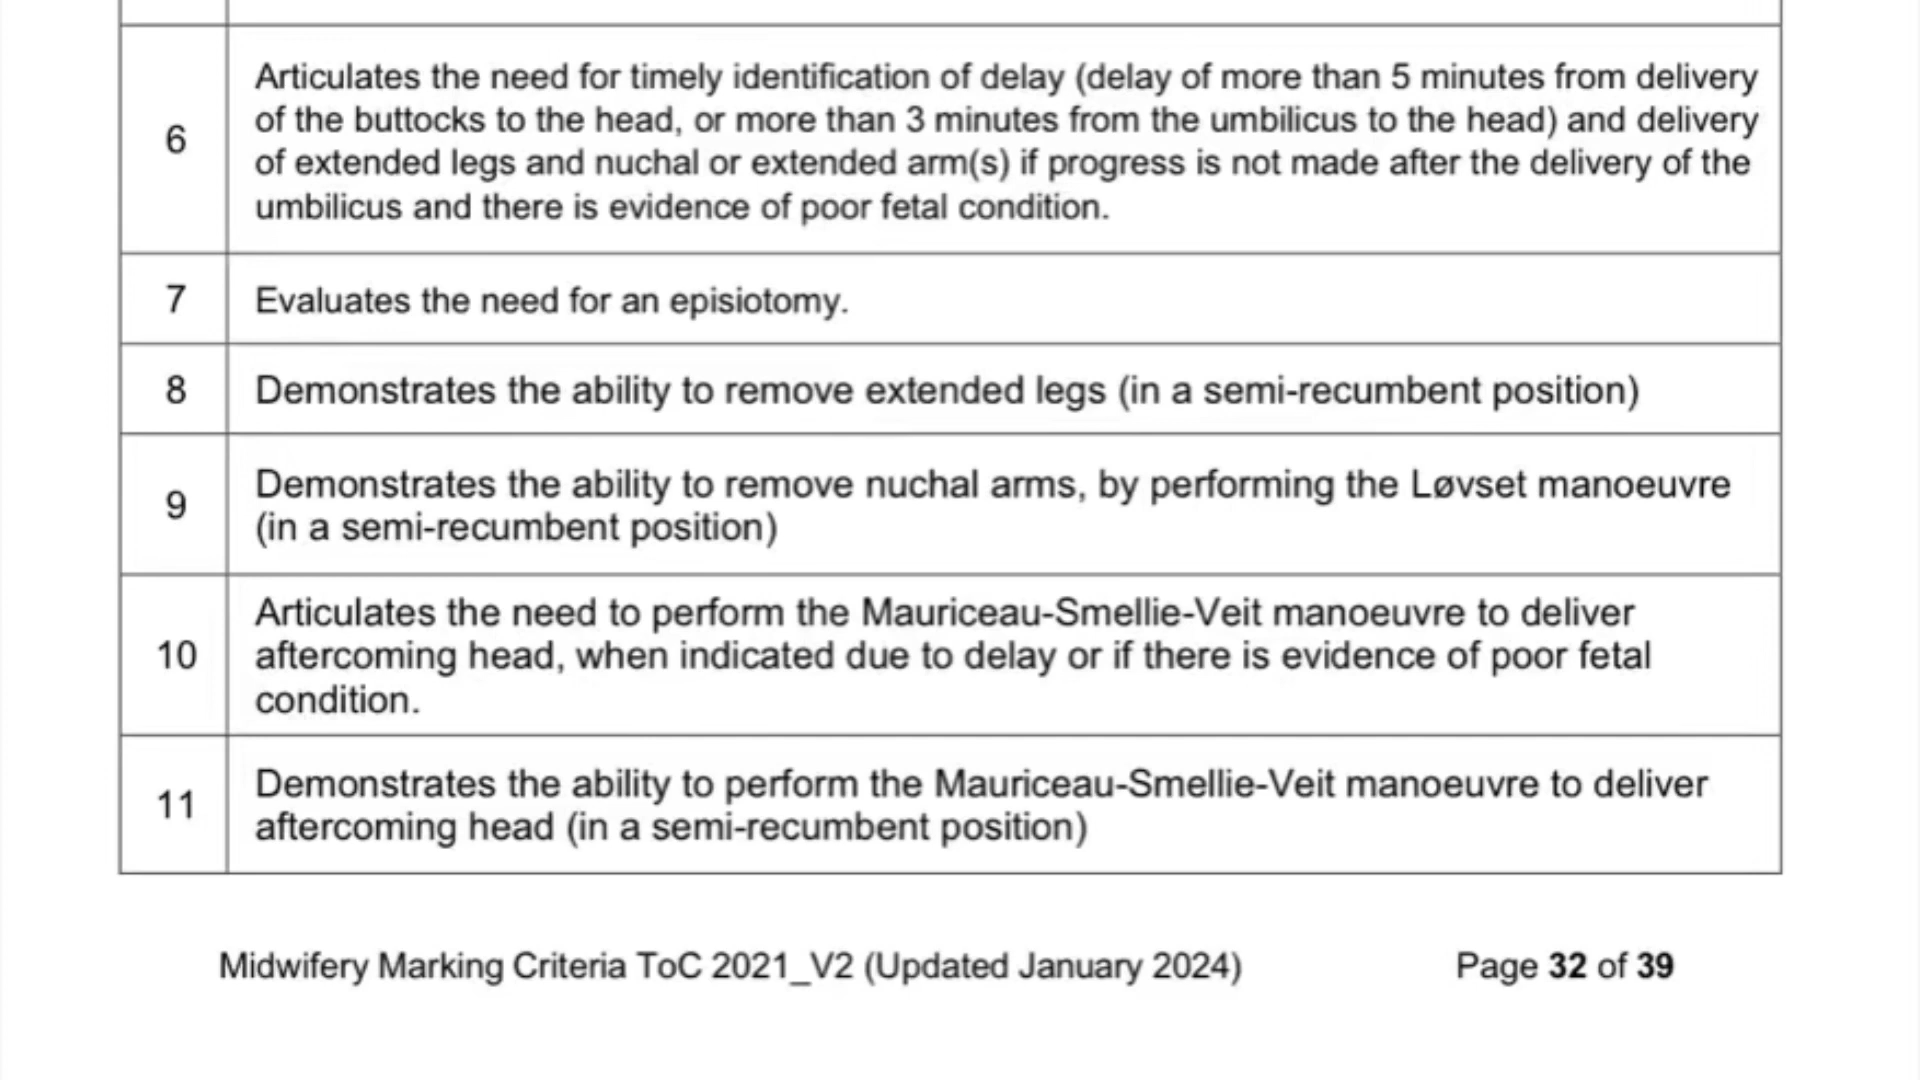 6
Articulates the need for timely identification of delay (delay of more than 5 minutes from delivery
of the buttocks to the head, or more than 3 minutes from the umbilicus to the head) and delivery
of extended legs and nuchal or extended arm(s) if progress is not made after the delivery of the
umbilicus and there is evidence of poor fetal condition.
7
Evaluates the need for an episiotomy.
8
Demonstrates the ability to remove extended legs (in a semi-recumbent position)
9
Demonstrates the ability to remove nuchal arms, by performing the Løvset manoeuvre
(in a semi-recumbent position)
10
Articulates the need to perform the Mauriceau-Smellie-Veit manoeuvre to deliver
aftercoming head, when indicated due to delay or if there is evidence of poor fetal
condition.
11
Demonstrates the ability to perform the Mauriceau-Smellie-Veit manoeuvre to deliver
aftercoming head (in a semi-recumbent position)
Midwifery Marking Criteria ToC 2021_V2 (Updated January 2024) Page 32 of 39